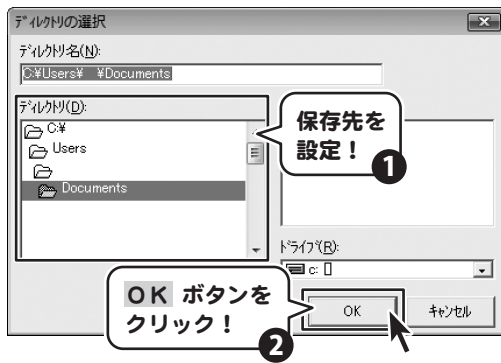 ディレクトリの選択
ディレクトリ名(N):
C:¥Users¥ ¥Documents
ディレクトリ(D):
C:¥
Users
Documents
保存先を
設定！
❶
ドライブ(R):
c: []
OK ボタンを
クリック！
❷
OK
キャンセル